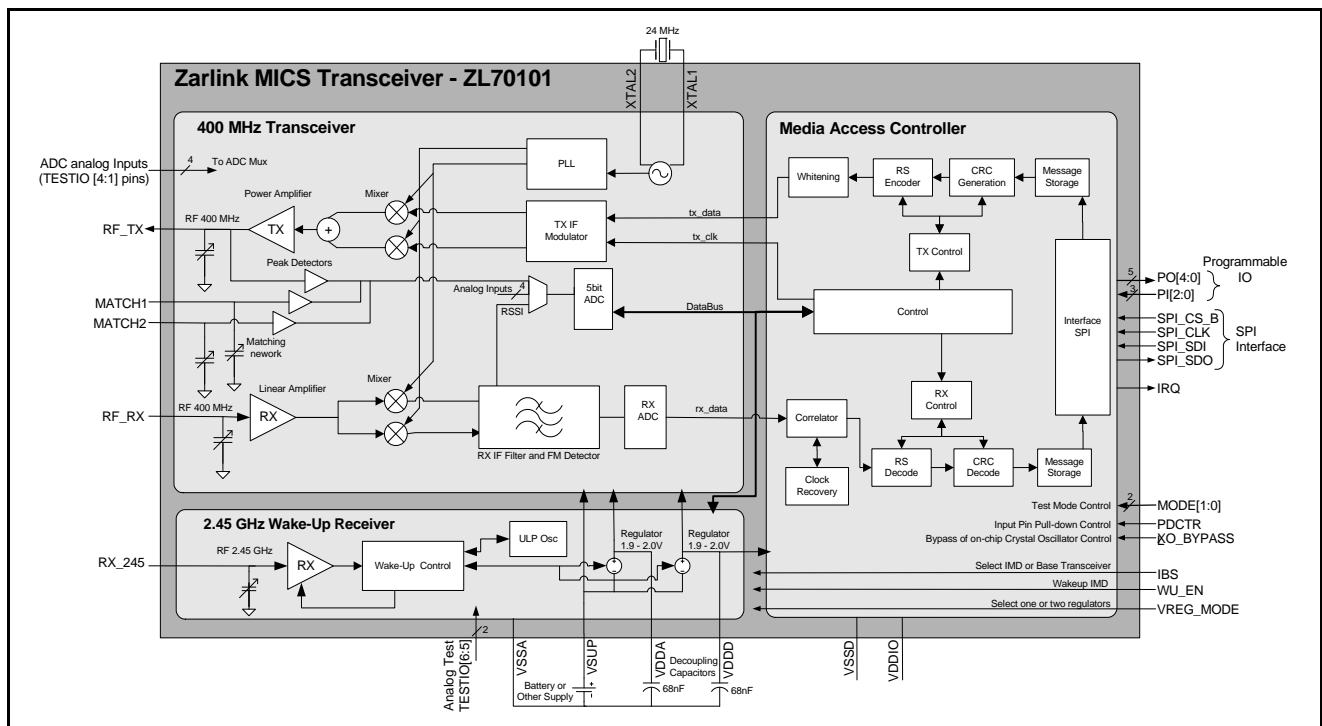 24 MHz
Zarlink MICS Transceiver - ZL70101
XTAL2
XTAL1
400 MHz Transceiver
Media Access Controller
ADC analog Inputs
(TESTIO [4:1] pins)
4
To ADC Mux
PLL
Power Amplifier
Mixer
Whitening
RS
Encoder
CRC
Generation
Message
Storage
RF_TX
RF 400 MHz
TX
+
TX IF
Modulator
tx_data
tx_clk
TX Control
Peak Detectors
MATCH1
MATCH2
Analog Inputs
4
RSSI
5bit
ADC
DataBus
Control
Interface
SPI
5
PO[4:0]
3
PI[2:0]
Programmable
IO
SPI_CS_B
SPI_CLK
SPI_SDI
SPI_SDO
SPI
Interface
IRQ
Matching
nework
Linear Amplifier
Mixer
RF_RX
RF 400 MHz
RX
RX IF Filter and FM Detector
RX
ADC
rx_data
RX
Control
Correlator
Clock
Recovery
RS
Decode
CRC
Decode
Message
Storage
2.45 GHz Wake-Up Receiver
RX_245
RF 2.45 GHz
RX
Wake-Up Control
ULP Osc
Regulator
1.9 - 2.0V
Regulator
1.9 - 2.0V
Test Mode Control
2
MODE[1:0]
Input Pin Pull-down Control
PDCTR
Bypass of on-chip Crystal Oscillator Control
XO_BYPASS
Select IMD or Base Transceiver
IBS
Wakeup IMD
WU_EN
Select one or two regulators
VREG_MODE
Analog Test
TESTIO[6:5]
2
VSSA
VSUP
VDDA
VDDD
VSSD
VDDIO
Battery or
Other Supply
- +
Decoupling
Capacitors
68nF
68nF